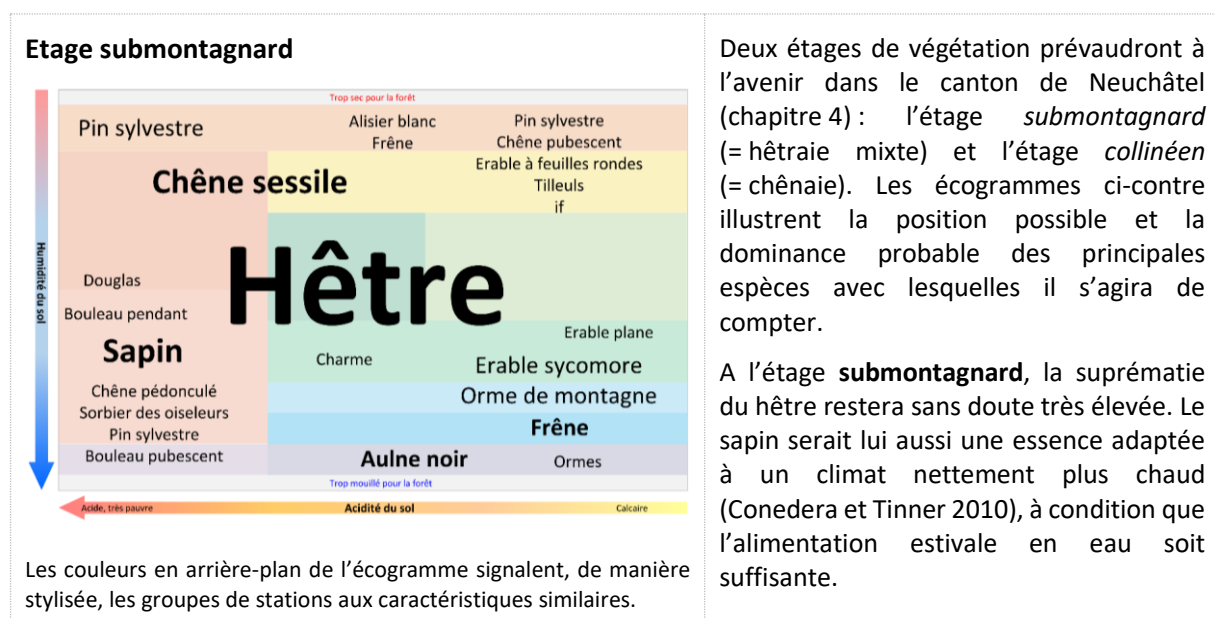 Etage submontagnard
Trop sec pour la forêt
Pin sylvestre
Alisier blanc
Frêne
Pin sylvestre
Chêne pubescent
Chêne sessile
Erable à feuilles rondes
Tilleuls
if
Humidité du sol
Hêtre
Douglas
Bouleau pendant
Erable plane
Sapin
Charme
Erable sycomore
Chêne pédonculé
Sorbier des oiseleurs
Pin sylvestre
Orme de montagne
Frêne
Bouleau pubescent
Aulne noir
Ormes
Trop mouillé pour la forêt
Acide, très pauvre
Acidité du sol
Calcaire
Les couleurs en arrière-plan de l’écogramme signalent, de manière
stylisée, les groupes de stations aux caractéristiques similaires.
Deux étages de végétation prévaudront à
l’avenir dans le canton de Neuchâtel
(chapitre 4) : l’étage submontagnard
(= hêtraie mixte) et l’étage collinéen
(= chênaie). Les écogrammes ci-contre
illustrent la position possible et la
dominance probable des principales
espèces avec lesquelles il s’agira de
compter.
A l’étage submontagnard, la suprématie
du hêtre restera sans doute très élevée. Le
sapin serait lui aussi une essence adaptée
à un climat nettement plus chaud
(Conedera et Tinner 2010), à condition que
l’alimentation estivale en eau soit
suffisante.